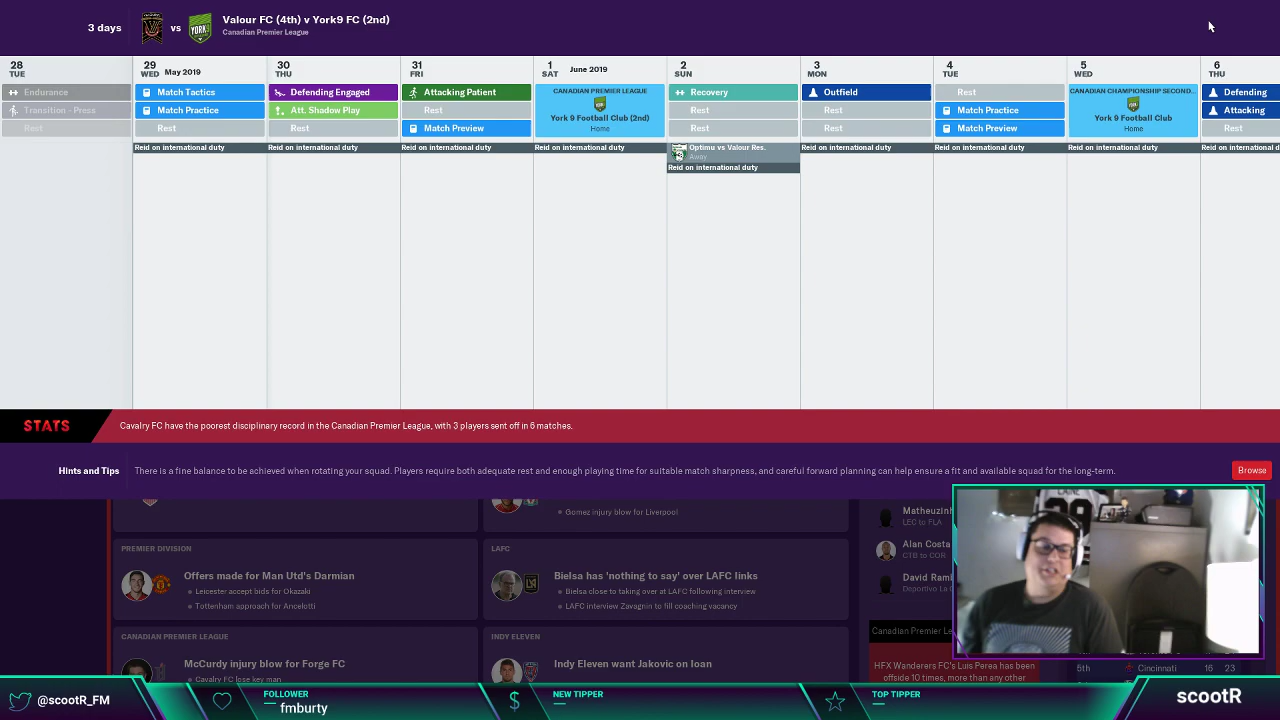 3 days
vs
Valour FC (4th) v York9 FC (2nd)
Canadian Premier League
28
TUE
29
WED
May 2019
30
THU
31
FRI
1
SAT
June 2019
2
SUN
3
MON
4
TUE
5
WED
6
THU
Endurance
Transition - Press
Rest
Match Tactics
Match Practice
Rest
Defending Engaged
Att. Shadow Play
Rest
Attacking Patient
Rest
Match Preview
CANADIAN PREMIER LEAGUE
York 9 Football Club (2nd)
Home
Recovery
Rest
Rest
Outfield
Rest
Rest
Rest
Match Practice
Match Preview
CANADIAN CHAMPIONSHIP SECOND...
York 9 Football Club
Home
Defending
Attacking
Rest
Reid on international duty
Reid on international duty
Reid on international duty
Reid on international duty
Optimu vs Valour Res.
Away
Reid on international duty
Reid on international duty
Reid on international duty
Reid on international duty
Reid on international d
STATS
Cavalry FC have the poorest disciplinary record in the Canadian Premier League, with 3 players sent off in 6 matches.
Hints and Tips
There is a fine balance to be achieved when rotating your squad. Players require both adequate rest and enough playing time for suitable match sharpness, and careful forward planning can help ensure a fit and available squad for the long-term.
Browse
Gomez injury blow for Liverpool
PREMIER DIVISION
Offers made for Man Utd's Darmian
Leicester accept bids for Okazaki
Tottenham approach for Ancelotti
LAFC
Bielsa has 'nothing to say' over LAFC links
Bielsa close to taking over at LAFC following interview
LAFC interview Zavagnin to fill coaching vacancy
CANADIAN PREMIER LEAGUE
McCurdy injury blow for Forge FC
Cavalry FC lose key man
INDY ELEVEN
Indy Eleven want Jakovic on loan
Matheuzin
LEC to FLA
Alan Costa
CTB to COR
David Ram
Deportivo La C
Canadian Premier Le
HFX Wanderers FC's Luis Perea has been
offside 10 times, more than any other
5th
Cincinnati
16
23
LAINE
29
@scootR_FM
FOLLOWER
fmburty
NEW TIPPER
TOP TIPPER
scootR